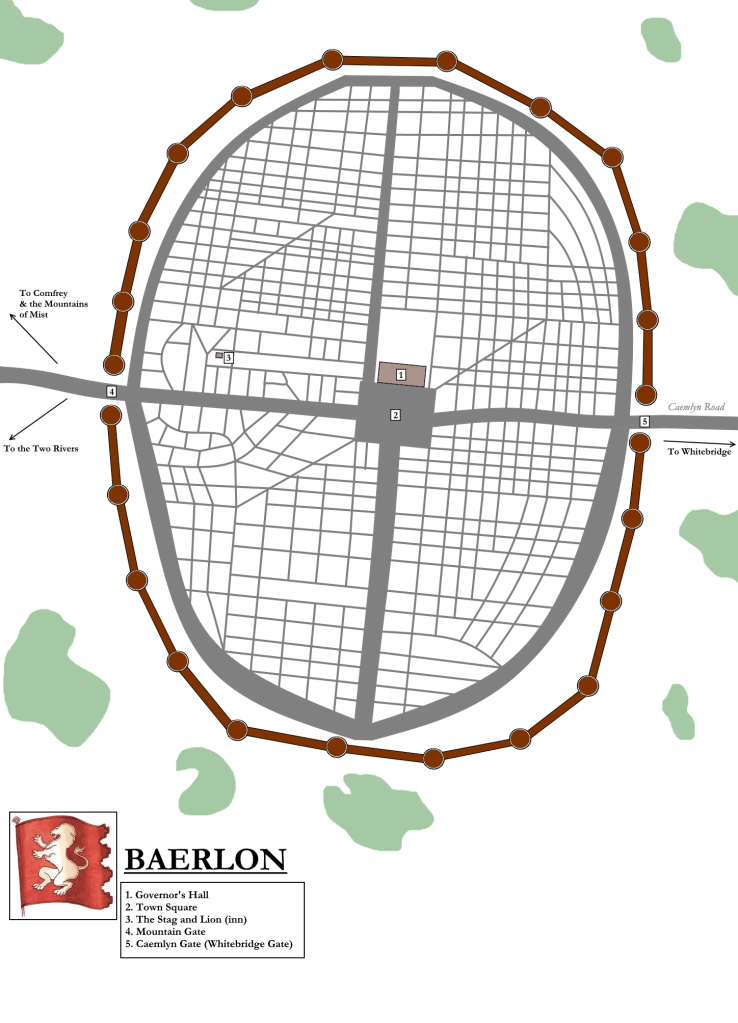 To Comfrey
& the Mountains
of Mist
3
1
4
2
Caemlyn Road
5
To the Two Rivers
To Whitebridge
BAERLON
1. Governor's Hall
2. Town Square
3. The Stag and Lion (inn)
4. Mountain Gate
5. Caemlyn Gate (Whitebridge Gate)